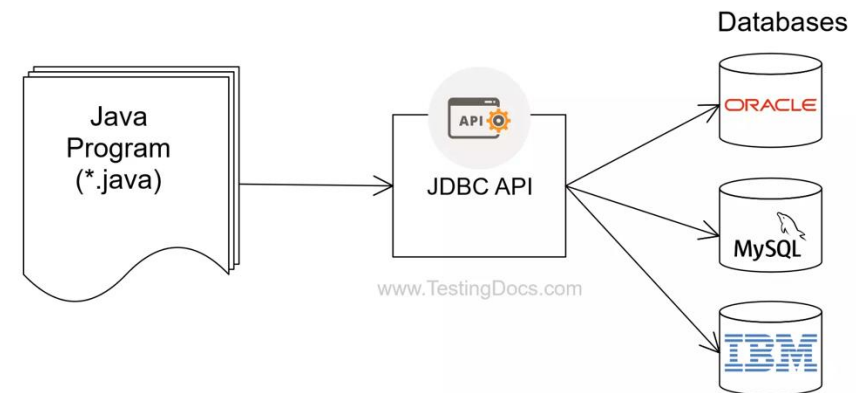 Databases
Java
Program
(*.java)
API
JDBC API
ORACLE
MySQL
IBM
www.TestingDocs.com